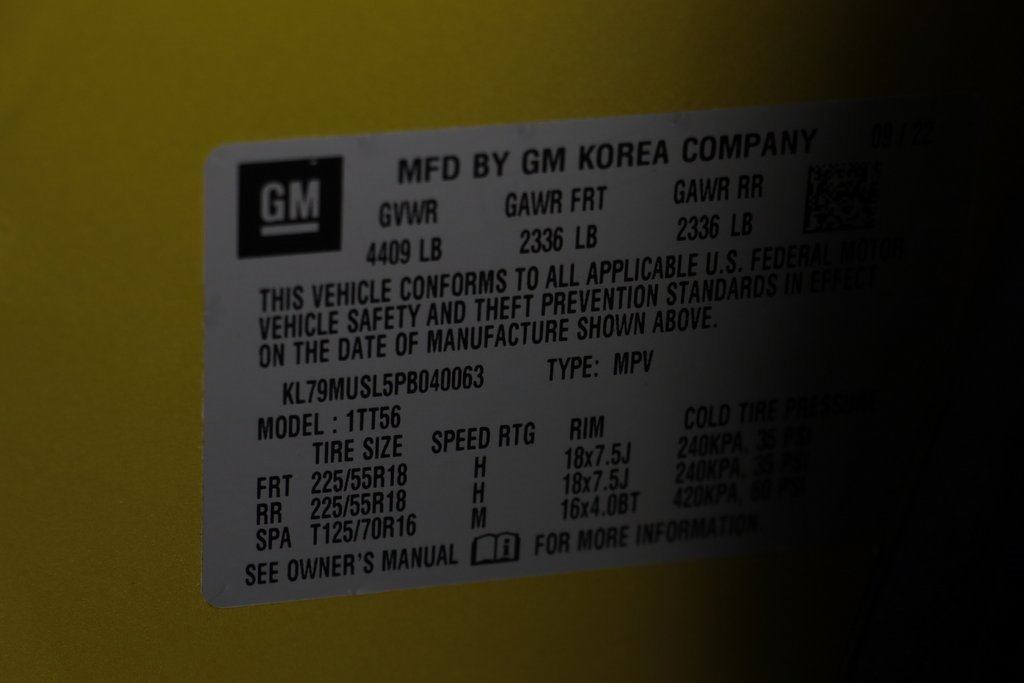 MFD BY GM KOREA COMPANY 09/22
GM
GVWR GAWR FRT GAWR RR
4409 LB 2336 LB 2336 LB
THIS VEHICLE CONFORMS TO ALL APPLICABLE U.S. FEDERAL MOTOR
VEHICLE SAFETY AND THEFT PREVENTION STANDARDS IN EFFECT
ON THE DATE OF MANUFACTURE SHOWN ABOVE.
KL79MUSL5PB040063 TYPE: MPV
MODEL : 1TT56
TIRE SIZE SPEED RTG RIM COLD TIRE PRESSURE
FRT 225/55R18 H 18x7.5J 240KPA, 35 PSI
RR 225/55R18 H 18x7.5J 240KPA, 35 PSI
SPA T125/70R16 M 16x4.0BT 420KPA, 60 PSI
SEE OWNER'S MANUAL FOR MORE INFORMATION.